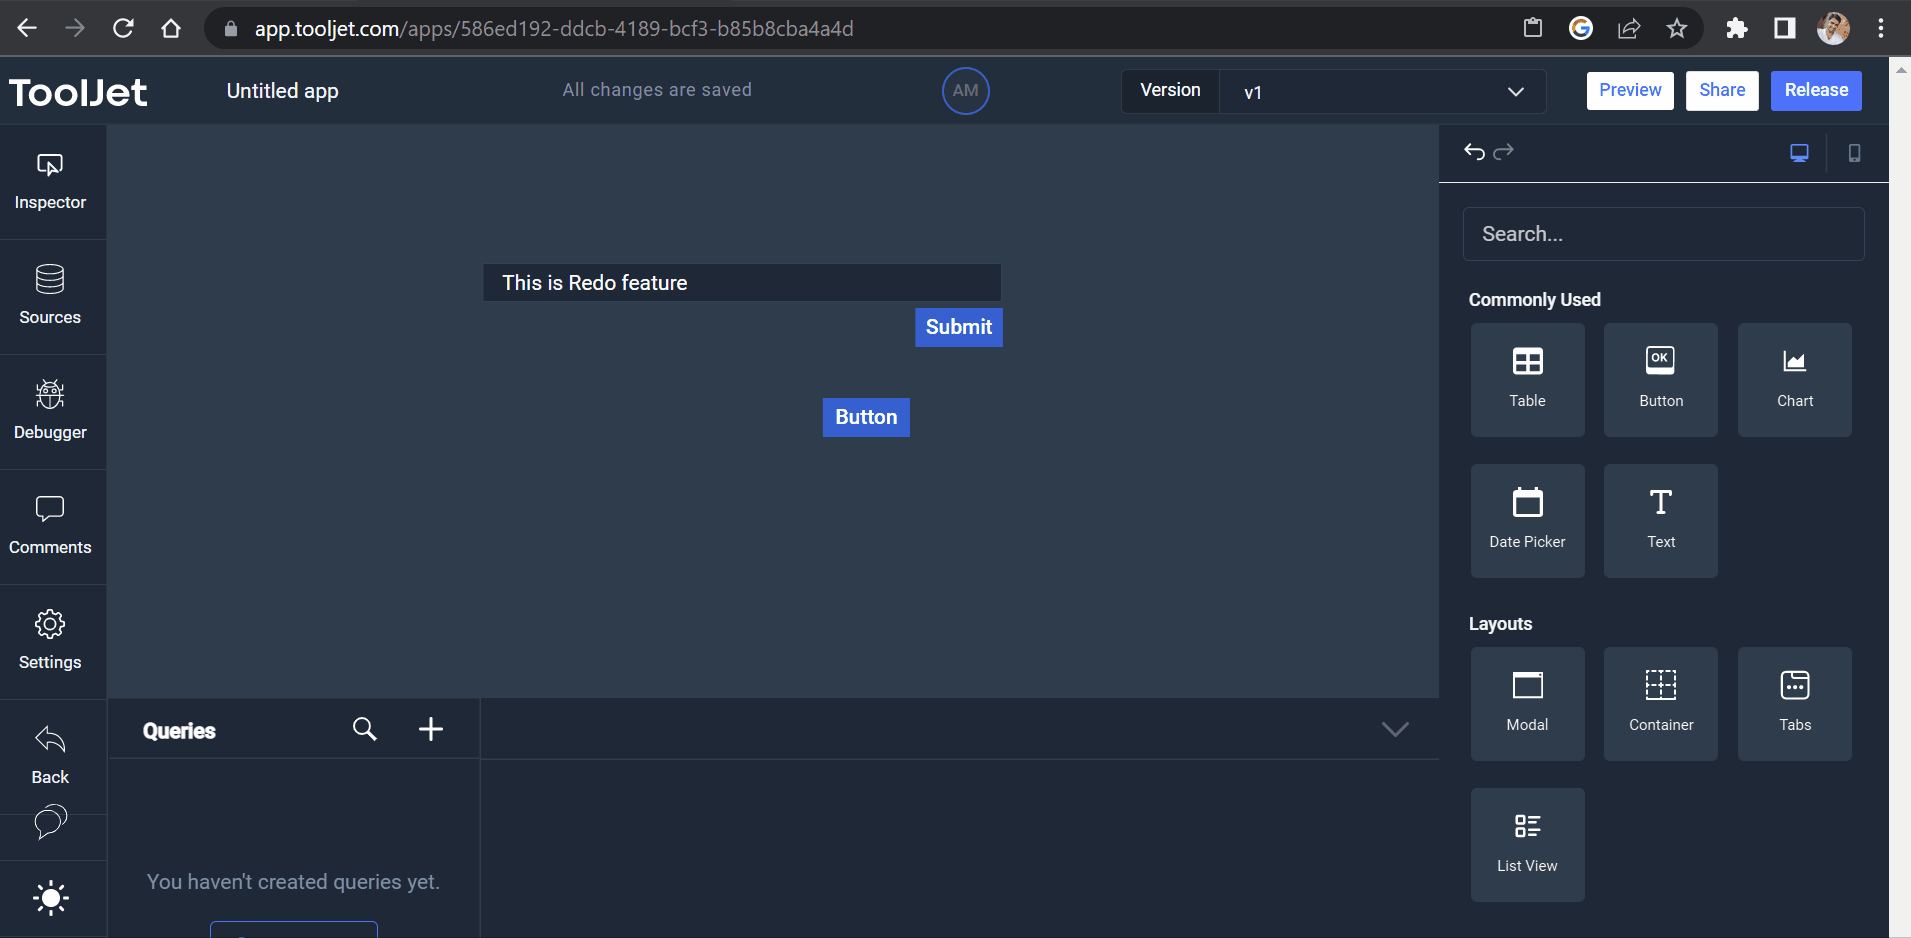 app.tooljet.com/apps/586ed192-ddcb-4189-bcf3-b85b8cba4a4d
ToolJet
Untitled app
All changes are saved
AM
Version
v1
Preview
Share
Release
Inspector
Sources
Debugger
Comments
Settings
Back
This is Redo feature
Submit
Button
Queries
You haven't created queries yet.
Search...
Commonly Used
Table
OK
Button
Chart
Date Picker
Text
Layouts
Modal
Container
Tabs
List View